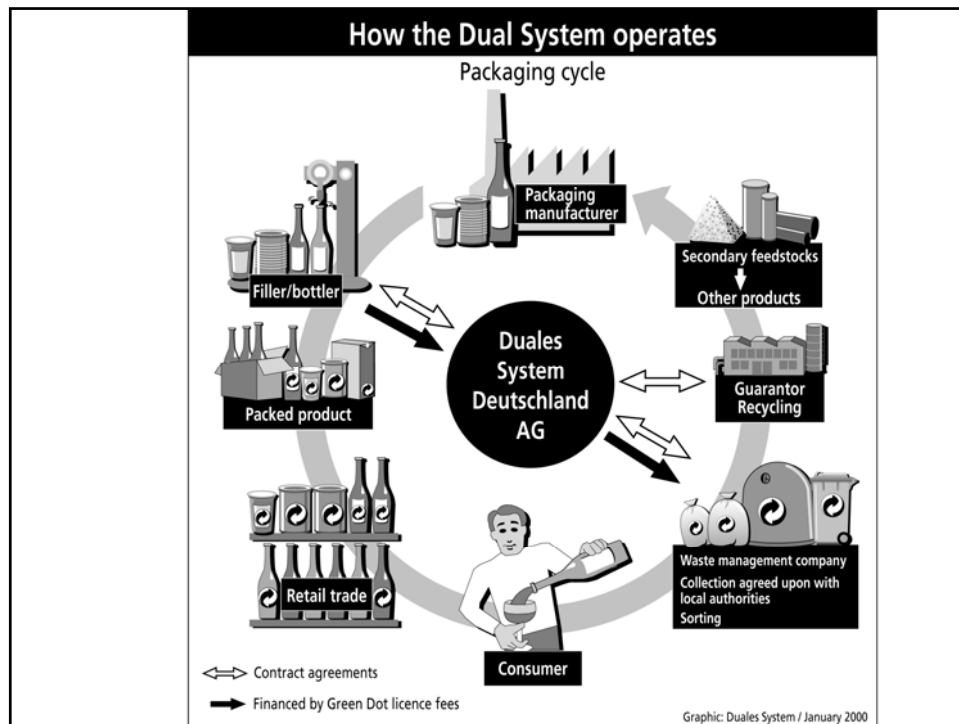 How the Dual System operates
Packaging cycle
Packaging
manufacturer
Filler/bottler
Secondary feedstocks
Other products
Duales
System
Deutschland
AG
Guarantor
Recycling
Packed product
Waste management company
Collection agreed upon with
local authorities
Sorting
Retail trade
Consumer
Contract agreements
Financed by Green Dot licence fees
Graphic: Duales System / January 2000